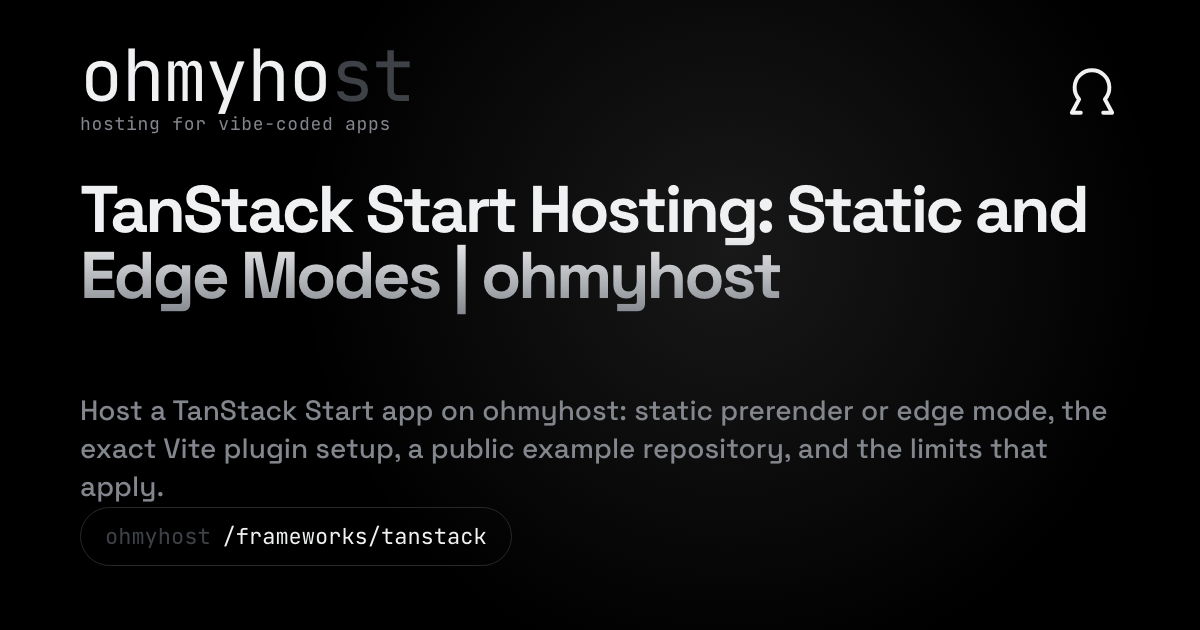 ohmyhost
hosting for vibe-coded apps
TanStack Start Hosting: Static and
Edge Modes | ohmyhost
Host a TanStack Start app on ohmyhost: static prerender or edge mode, the
exact Vite plugin setup, a public example repository, and the limits that
apply.
ohmyhost /frameworks/tanstack